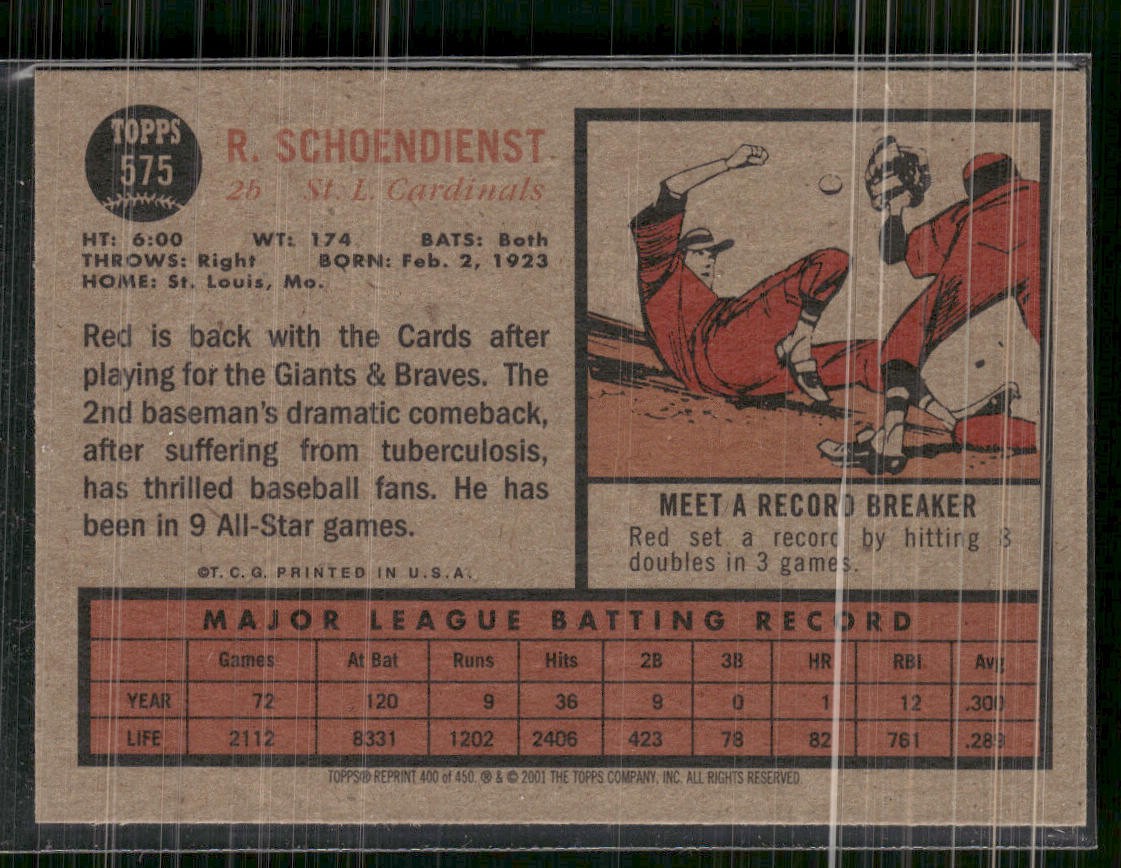 TOPPS
575
R. SCHOENDIENST
2b St. L. Cardinals
HT: 6:00 WT: 174 BATS: Both
THROWS: Right BORN: Feb. 2, 1923
HOME: St. Louis, Mo.
Red is back with the Cards after
playing for the Giants & Braves. The
2nd baseman's dramatic comeback,
after suffering from tuberculosis,
has thrilled baseball fans. He has
been in 9 All-Star games.
©T. C. G. PRINTED IN U.S.A.
MEET A RECORD BREAKER
Red set a record by hitting 8
doubles in 3 games.
MAJOR LEAGUE BATTING RECORD
Games At Bat Runs Hits 2B 3B HR RBI Avg
YEAR 72 120 9 36 9 0 1 12 .300
LIFE 2112 8331 1202 2406 423 78 82 761 .289
TOPPS® REPRINT 400 of 450. ® & © 2001 THE TOPPS COMPANY, INC. ALL RIGHTS RESERVED.